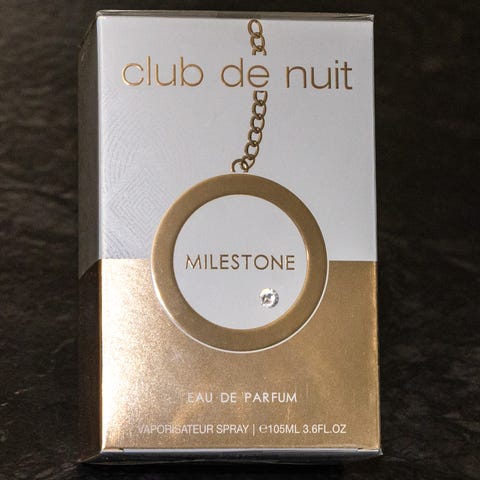 club de nuit
MILESTONE
EAU DE PARFUM
VAPORISATEUR SPRAY | ℮105ML 3.6FL.OZ